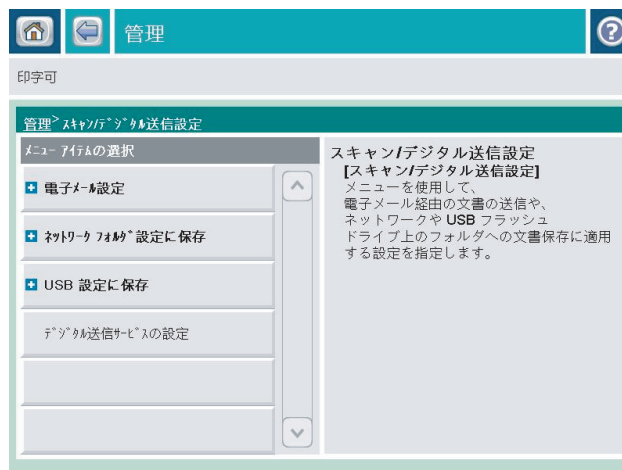 管理
?
印字可
管理>ｽｷｬﾝ/ﾃﾞｼﾞﾀﾙ送信設定
ﾒﾆｭｰ ｱｲﾃﾑの選択
電子ﾒｰﾙ設定
ﾈｯﾄﾜｰｸ ﾌｫﾙﾀﾞ設定に保存
USB 設定に保存
ﾃﾞｼﾞﾀﾙ送信ｻｰﾋﾞｽの設定
スキャン/デジタル送信設定
[スキャン/デジタル送信設定]
メニューを使用して、
電子メール経由の文書の送信や、
ネットワークや USB フラッシュ
ドライブ上のフォルダへの文書保存に適用
する設定を指定します。